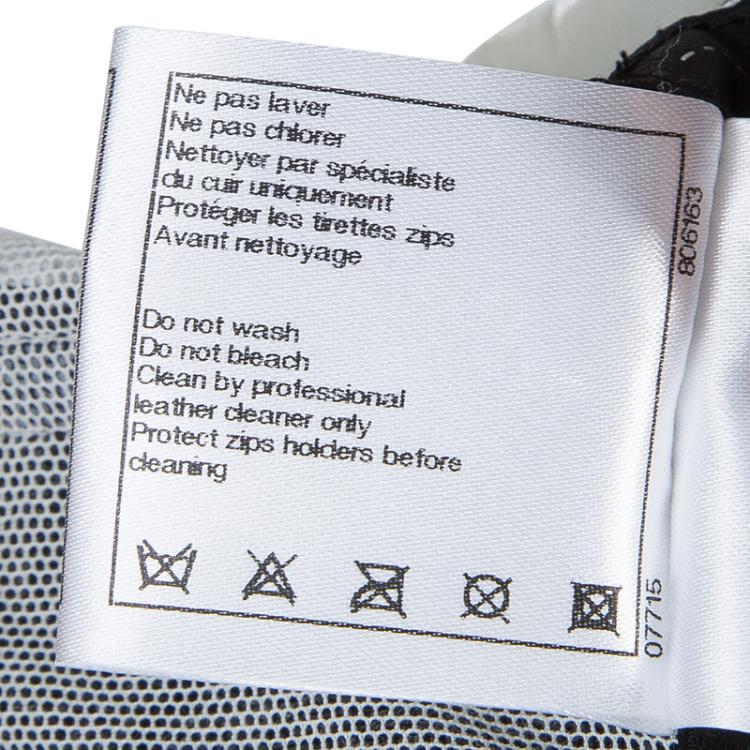 Ne pas laver
Ne pas chlorer
Nettoyer par spécialiste
du cuir uniquement
Protéger les tirettes zips
Avant nettoyage
Do not wash
Do not bleach
Clean by professional
leather cleaner only
Protect zips holders before
cleaning
806163
07715